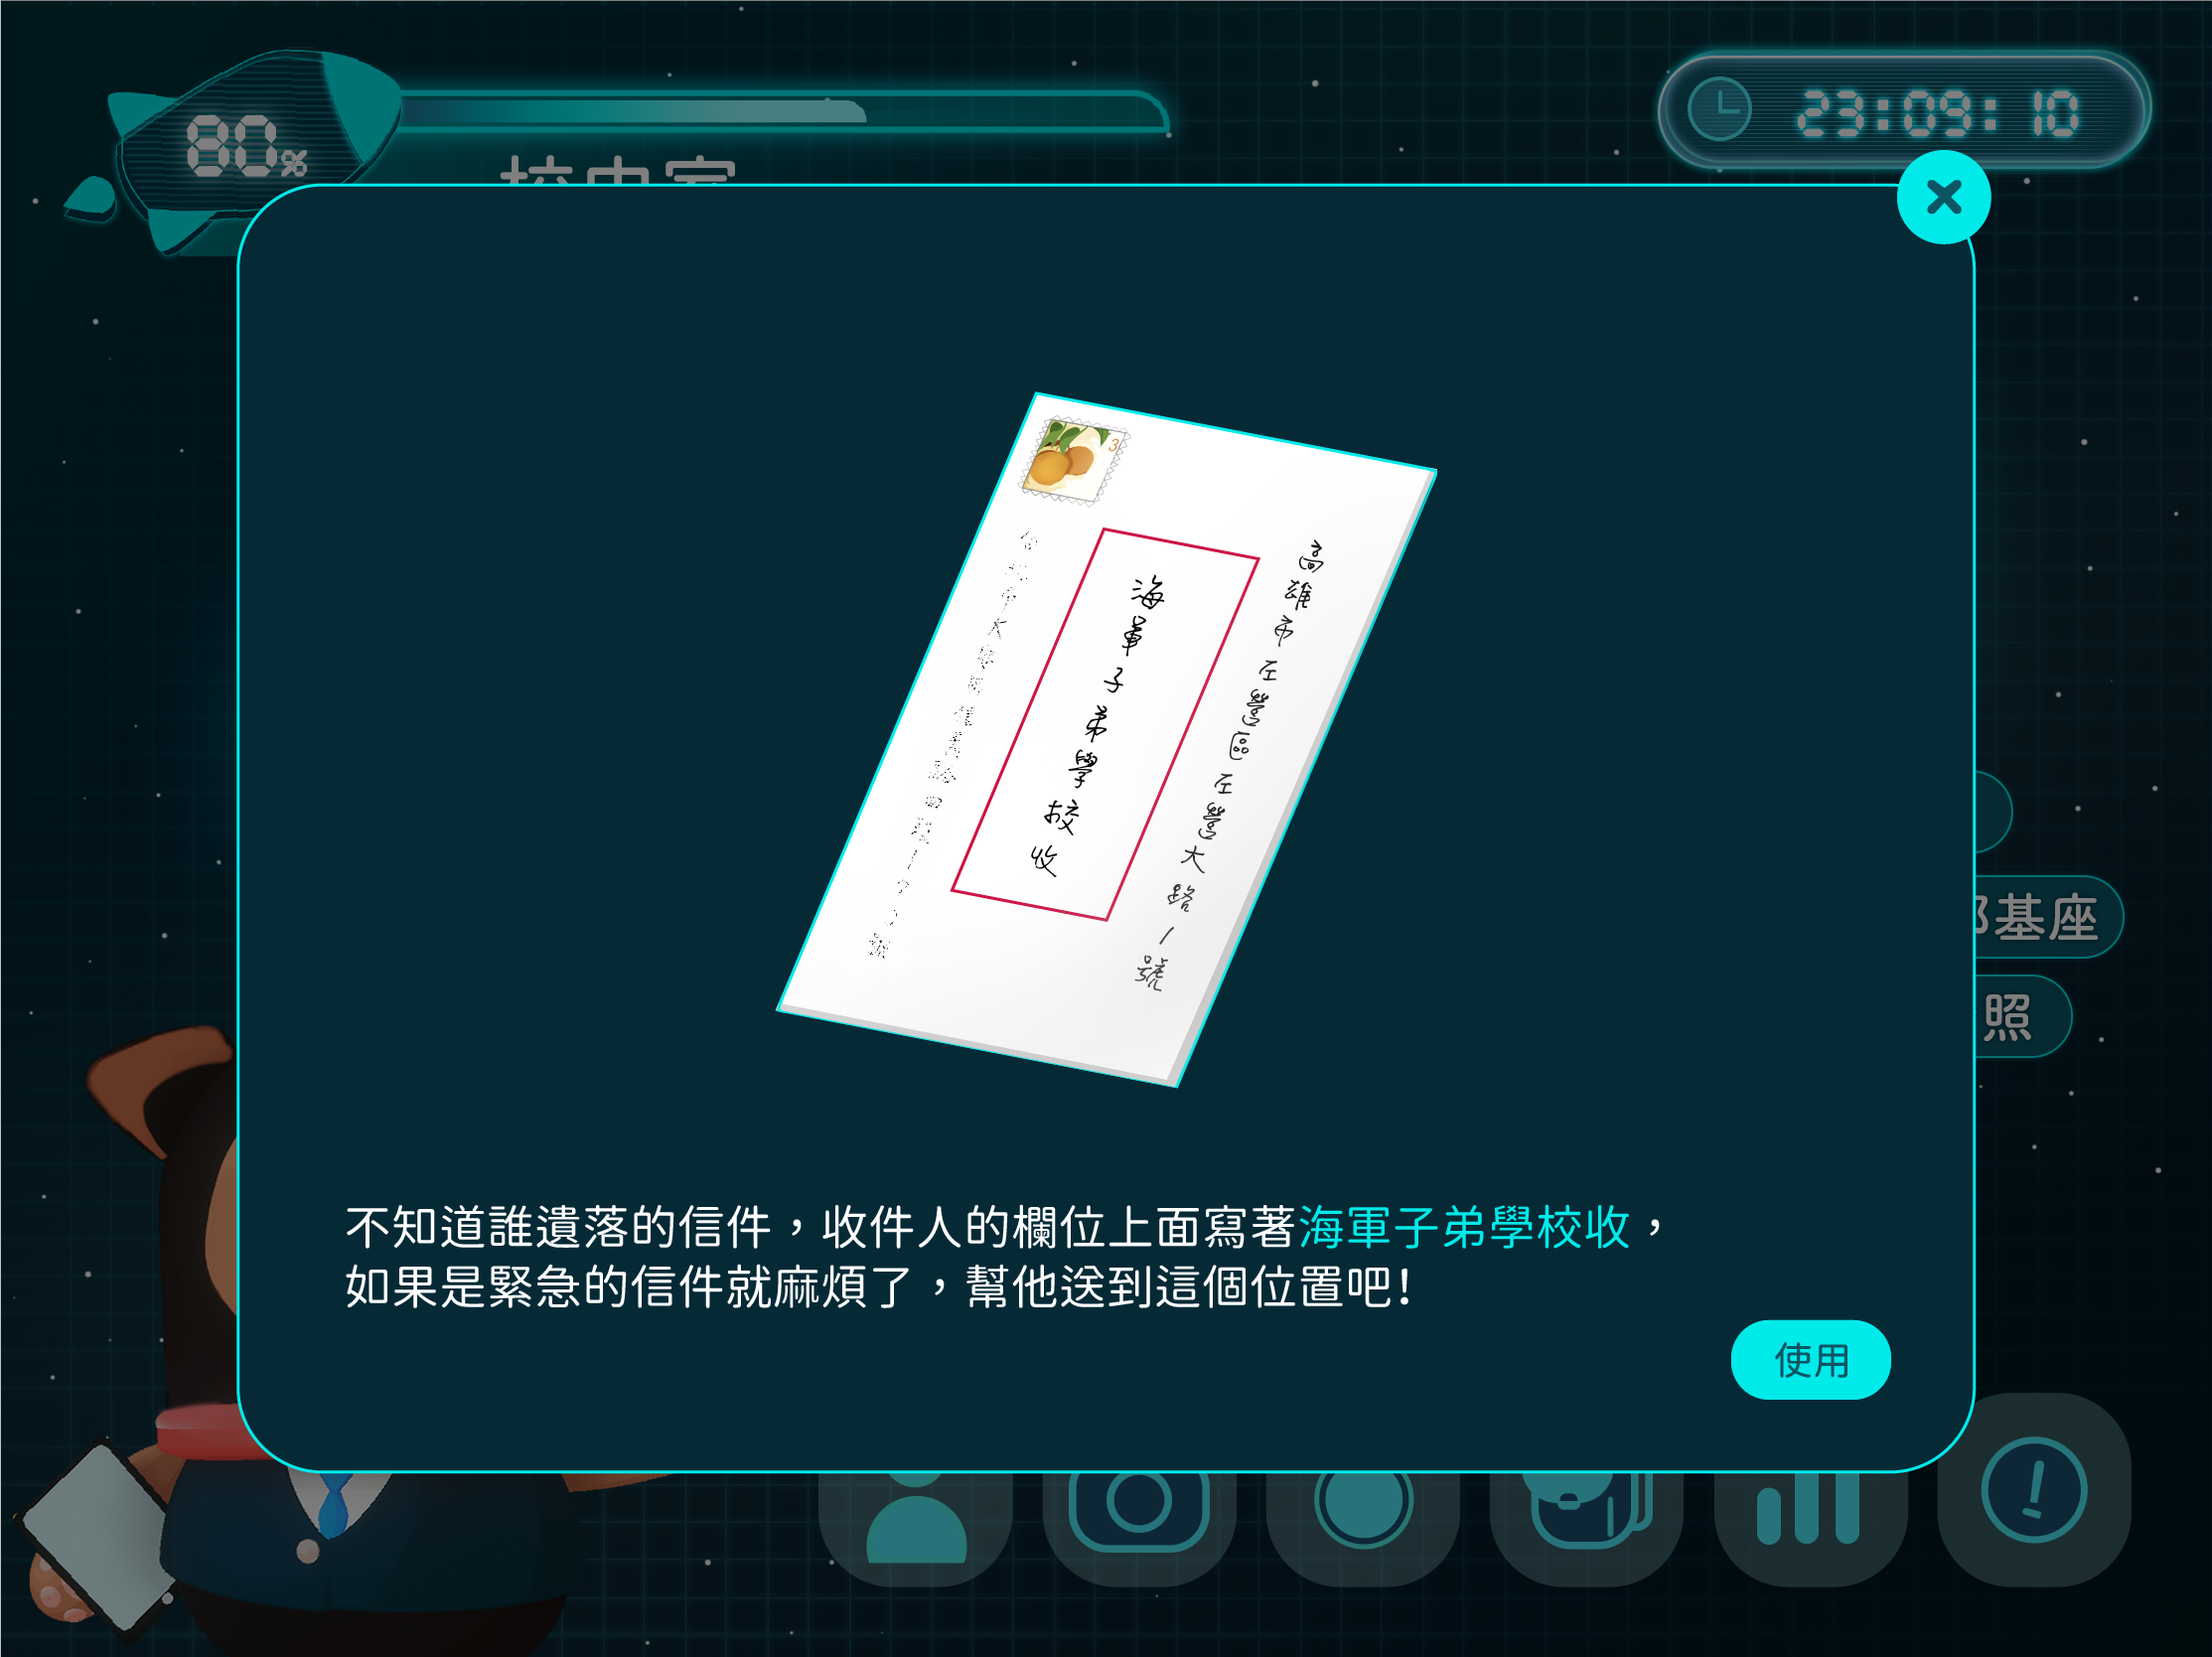 80%
23:09:10
高雄市左營區左營大路一號
海軍子弟學校收
不知道誰遺落的信件，收件人的欄位上面寫著海軍子弟學校收，
如果是緊急的信件就麻煩了，幫他送到這個位置吧！
使用
基座
照